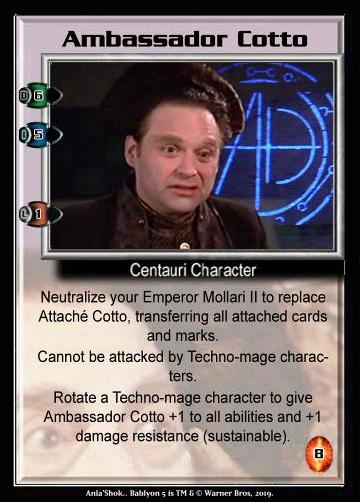 Ambassador Cotto
D 6
I 5
L 1
Centauri Character
Neutralize your Emperor Mollari II to replace
Attaché Cotto, transferring all attached cards
and marks.
Cannot be attacked by Techno-mage charac-
ters.
Rotate a Techno-mage character to give
Ambassador Cotto +1 to all abilities and +1
damage resistance (sustainable).
8
Anla'Shok.. Bablyon 5 is TM & © Warner Bros, 2019.